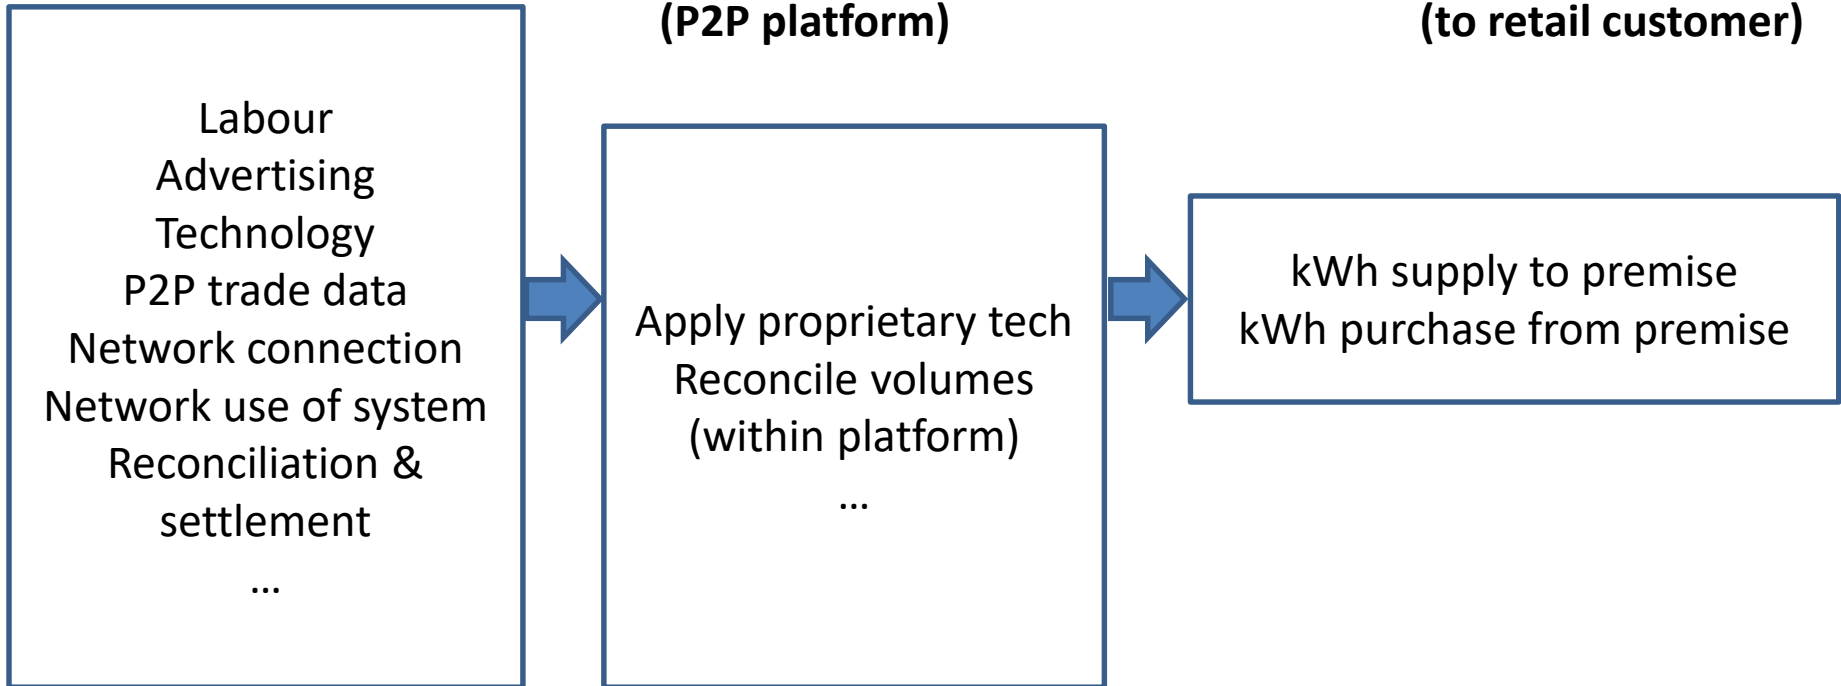 (P2P platform)
(to retail customer)
Labour
Advertising
Technology
P2P trade data
Network connection
Network use of system
Reconciliation &
settlement
...
Apply proprietary tech
Reconcile volumes
(within platform)
...
kWh supply to premise
kWh purchase from premise